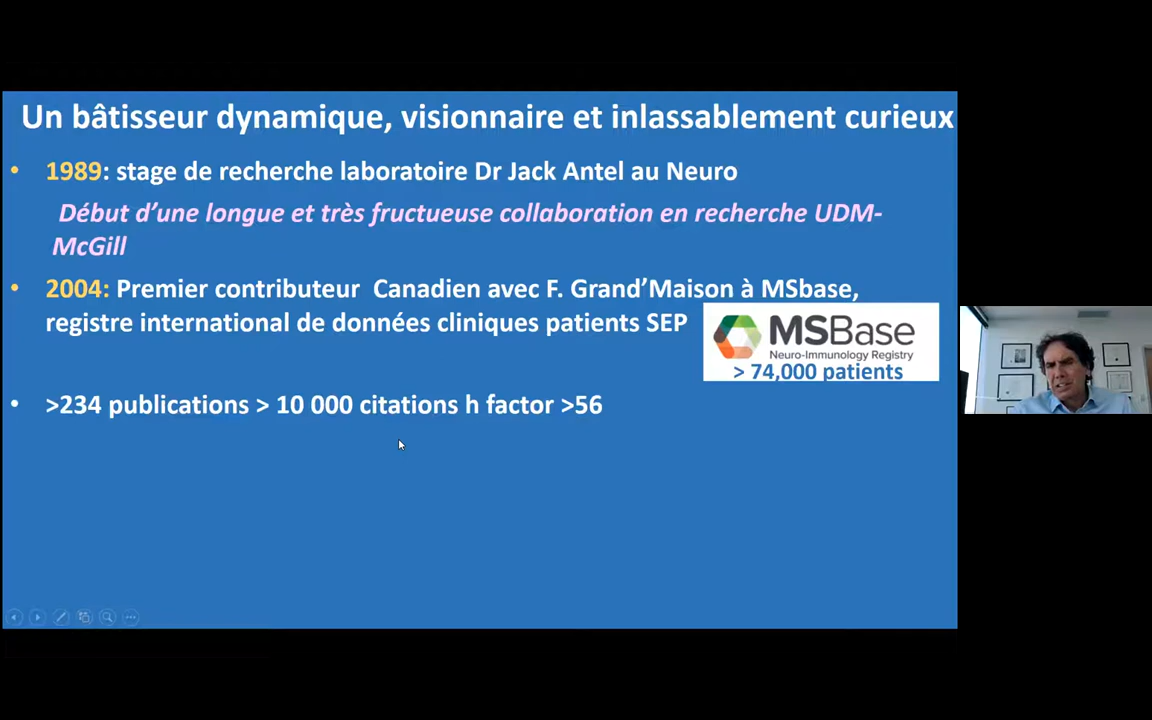 Un bâtisseur dynamique, visionnaire et inlassablement curieux
• 1989: stage de recherche laboratoire Dr Jack Antel au Neuro
Début d’une longue et très fructueuse collaboration en recherche UDM-
McGill
• 2004: Premier contributeur Canadien avec F. Grand’Maison à MSbase,
registre international de données cliniques patients SEP
MSBase
Neuro-Immunology Registry
> 74,000 patients
• >234 publications > 10 000 citations h factor >56